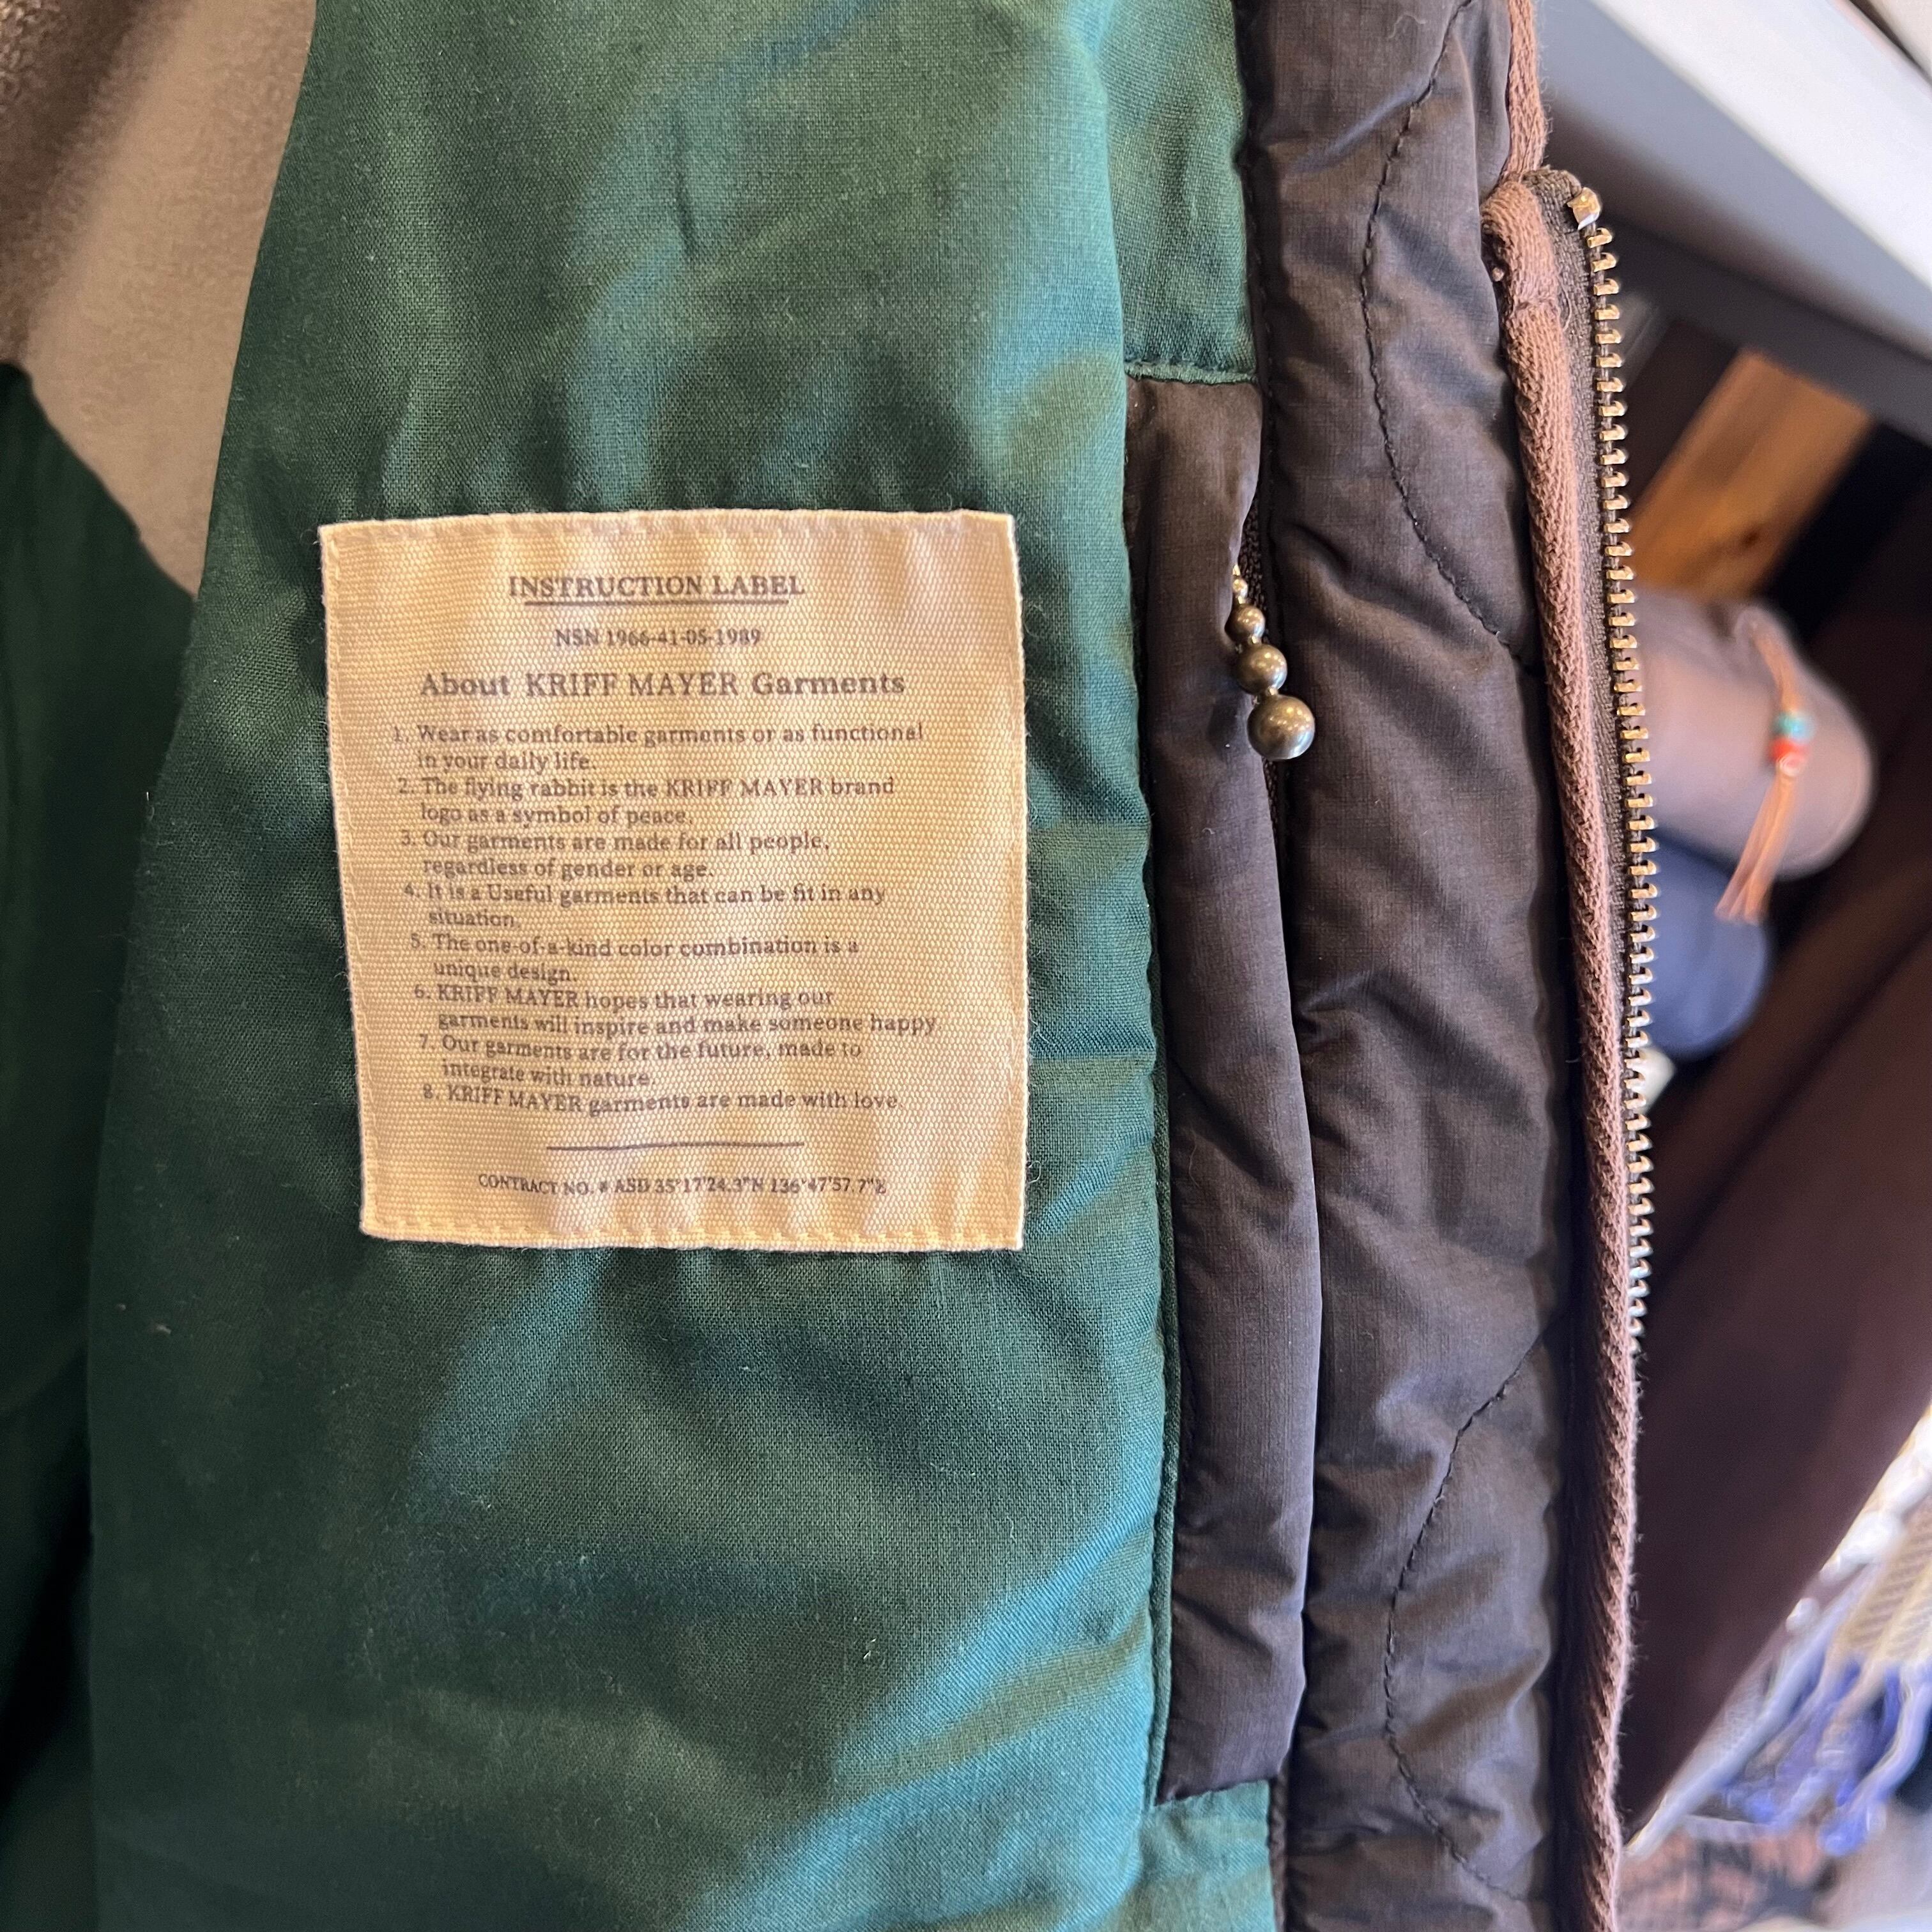 INSTRUCTION LABEL
NSN 1966-41-05-1989
About KRIFF MAYER Garments
1. Wear as comfortable garments or as functional
in your daily life.
2. The flying rabbit is the KRIFF MAYER brand
logo as a symbol of peace.
3. Our garments are made for all people,
regardless of gender or age.
4. It is a Useful garments that can be fit in any
situation.
5. The one-of-a-kind color combination is a
unique design.
6. KRIFF MAYER hopes that wearing our
garments will inspire and make someone happy
7. Our garments are for the future, made to
integrate with nature.
8. KRIFF MAYER garments are made with love.
CONTRACT NO. # ASD 35°17'24.3"N 136°47'57.7"E